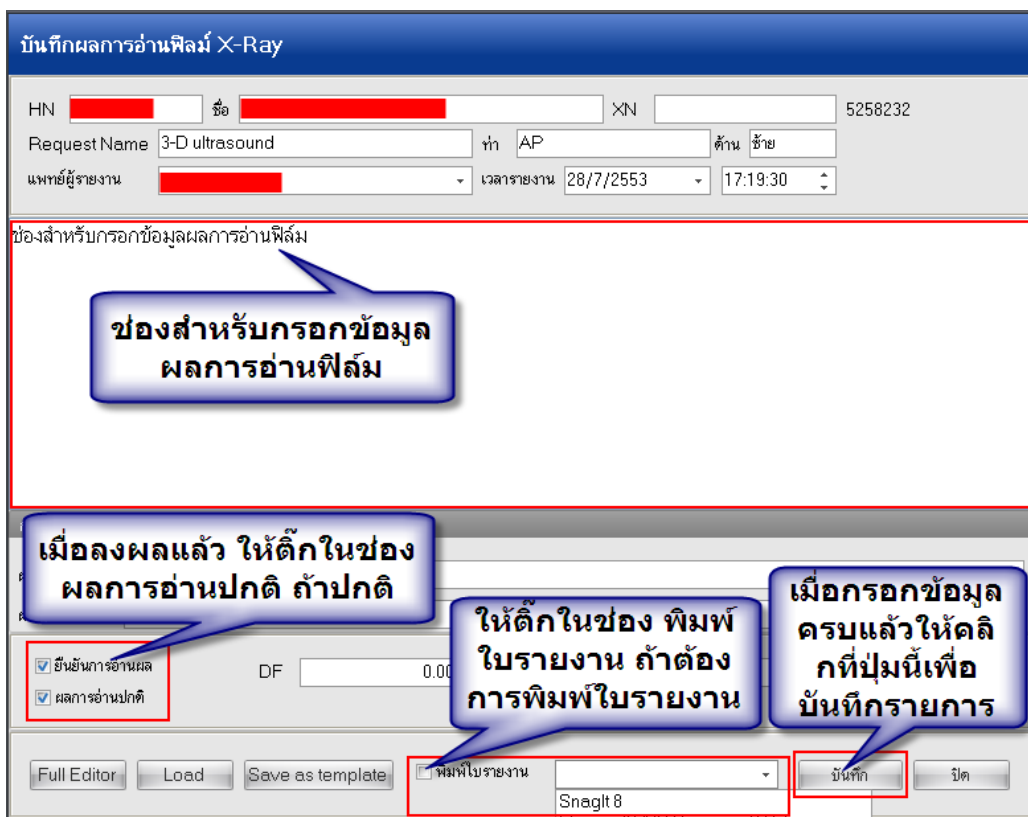 บันทึกผลการอ่านฟิลม์ X-Ray
HN ชื่อ XN 5258232
Request Name 3-D ultrasound ท่า AP ด้าน ซ้าย
แพทย์ผู้รายงาน เวลารายงาน 28/7/2553 17:19:30
ช่องสำหรับกรอกข้อมูลผลการอ่านฟิล์ม
ช่องสำหรับกรอกข้อมูล
ผลการอ่านฟิล์ม
เมื่อลงผลแล้ว ให้ติ๊กในช่อง
ผลการอ่านปกติ ถ้าปกติ
ให้ติ๊กในช่อง พิมพ์
ใบรายงาน ถ้าต้อง
การพิมพ์ใบรายงาน
เมื่อกรอกข้อมูล
ครบแล้วให้คลิ
กที่ปุ่มนี้เพื่อ
บันทึกรายการ
ยืนยันการอ่านผล
ผลการอ่านปกติ
DF 0.00
Full Editor Load Save as template พิมพ์ใบรายงาน บันทึก ปิด
SnagIt 8